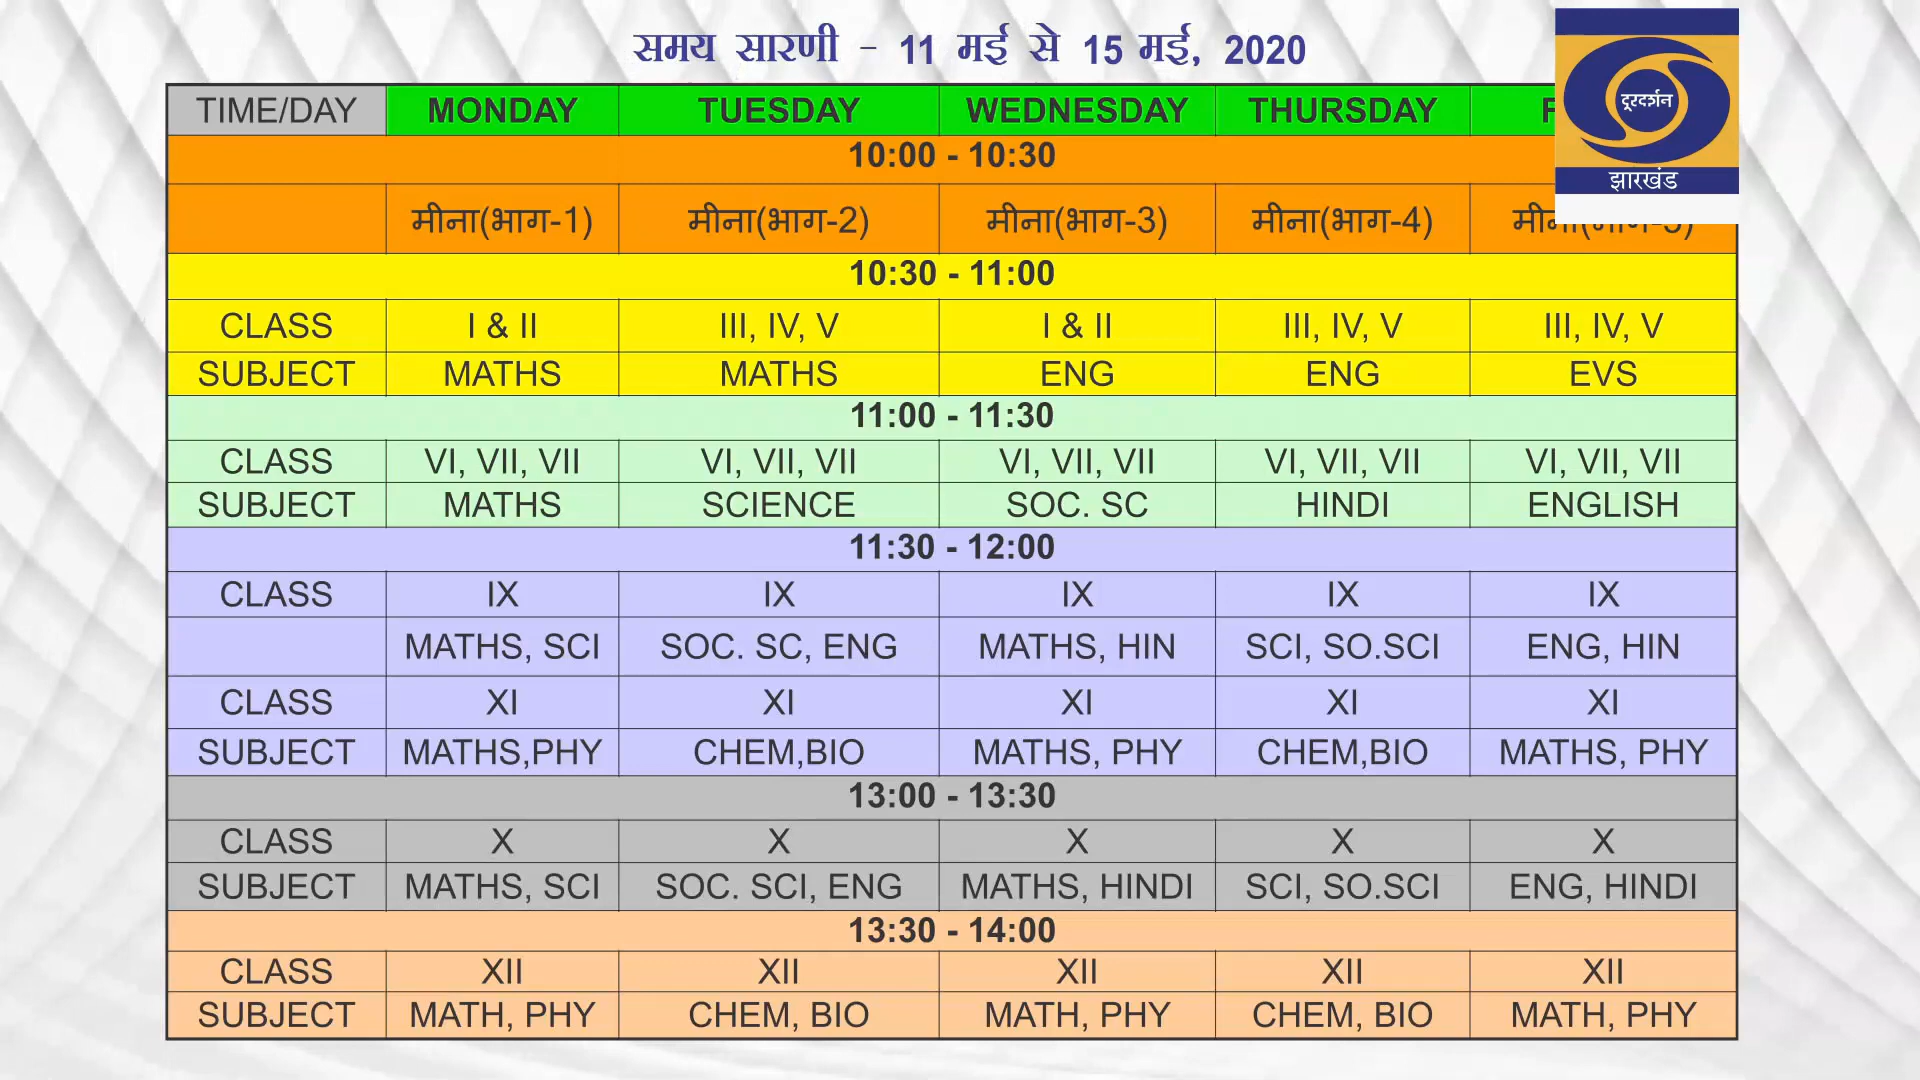 समय सारणी - 11 मई से 15 मई, 2020
दूरदर्शन
झारखंड
TIME/DAY MONDAY TUESDAY WEDNESDAY THURSDAY
10:00 - 10:30
मीना(भाग-1) मीना(भाग-2) मीना(भाग-3) मीना(भाग-4) मीना(भाग-5)
10:30 - 11:00
CLASS I & II III, IV, V I & II III, IV, V III, IV, V
SUBJECT MATHS MATHS ENG ENG EVS
11:00 - 11:30
CLASS VI, VII, VII VI, VII, VII VI, VII, VII VI, VII, VII VI, VII, VII
SUBJECT MATHS SCIENCE SOC. SC HINDI ENGLISH
11:30 - 12:00
CLASS IX IX IX IX IX
MATHS, SCI SOC. SC, ENG MATHS, HIN SCI, SO.SCI ENG, HIN
CLASS XI XI XI XI XI
SUBJECT MATHS,PHY CHEM,BIO MATHS, PHY CHEM,BIO MATHS, PHY
13:00 - 13:30
CLASS X X X X X
SUBJECT MATHS, SCI SOC. SCI, ENG MATHS, HINDI SCI, SO.SCI ENG, HINDI
13:30 - 14:00
CLASS XII XII XII XII XII
SUBJECT MATH, PHY CHEM, BIO MATH, PHY CHEM, BIO MATH, PHY